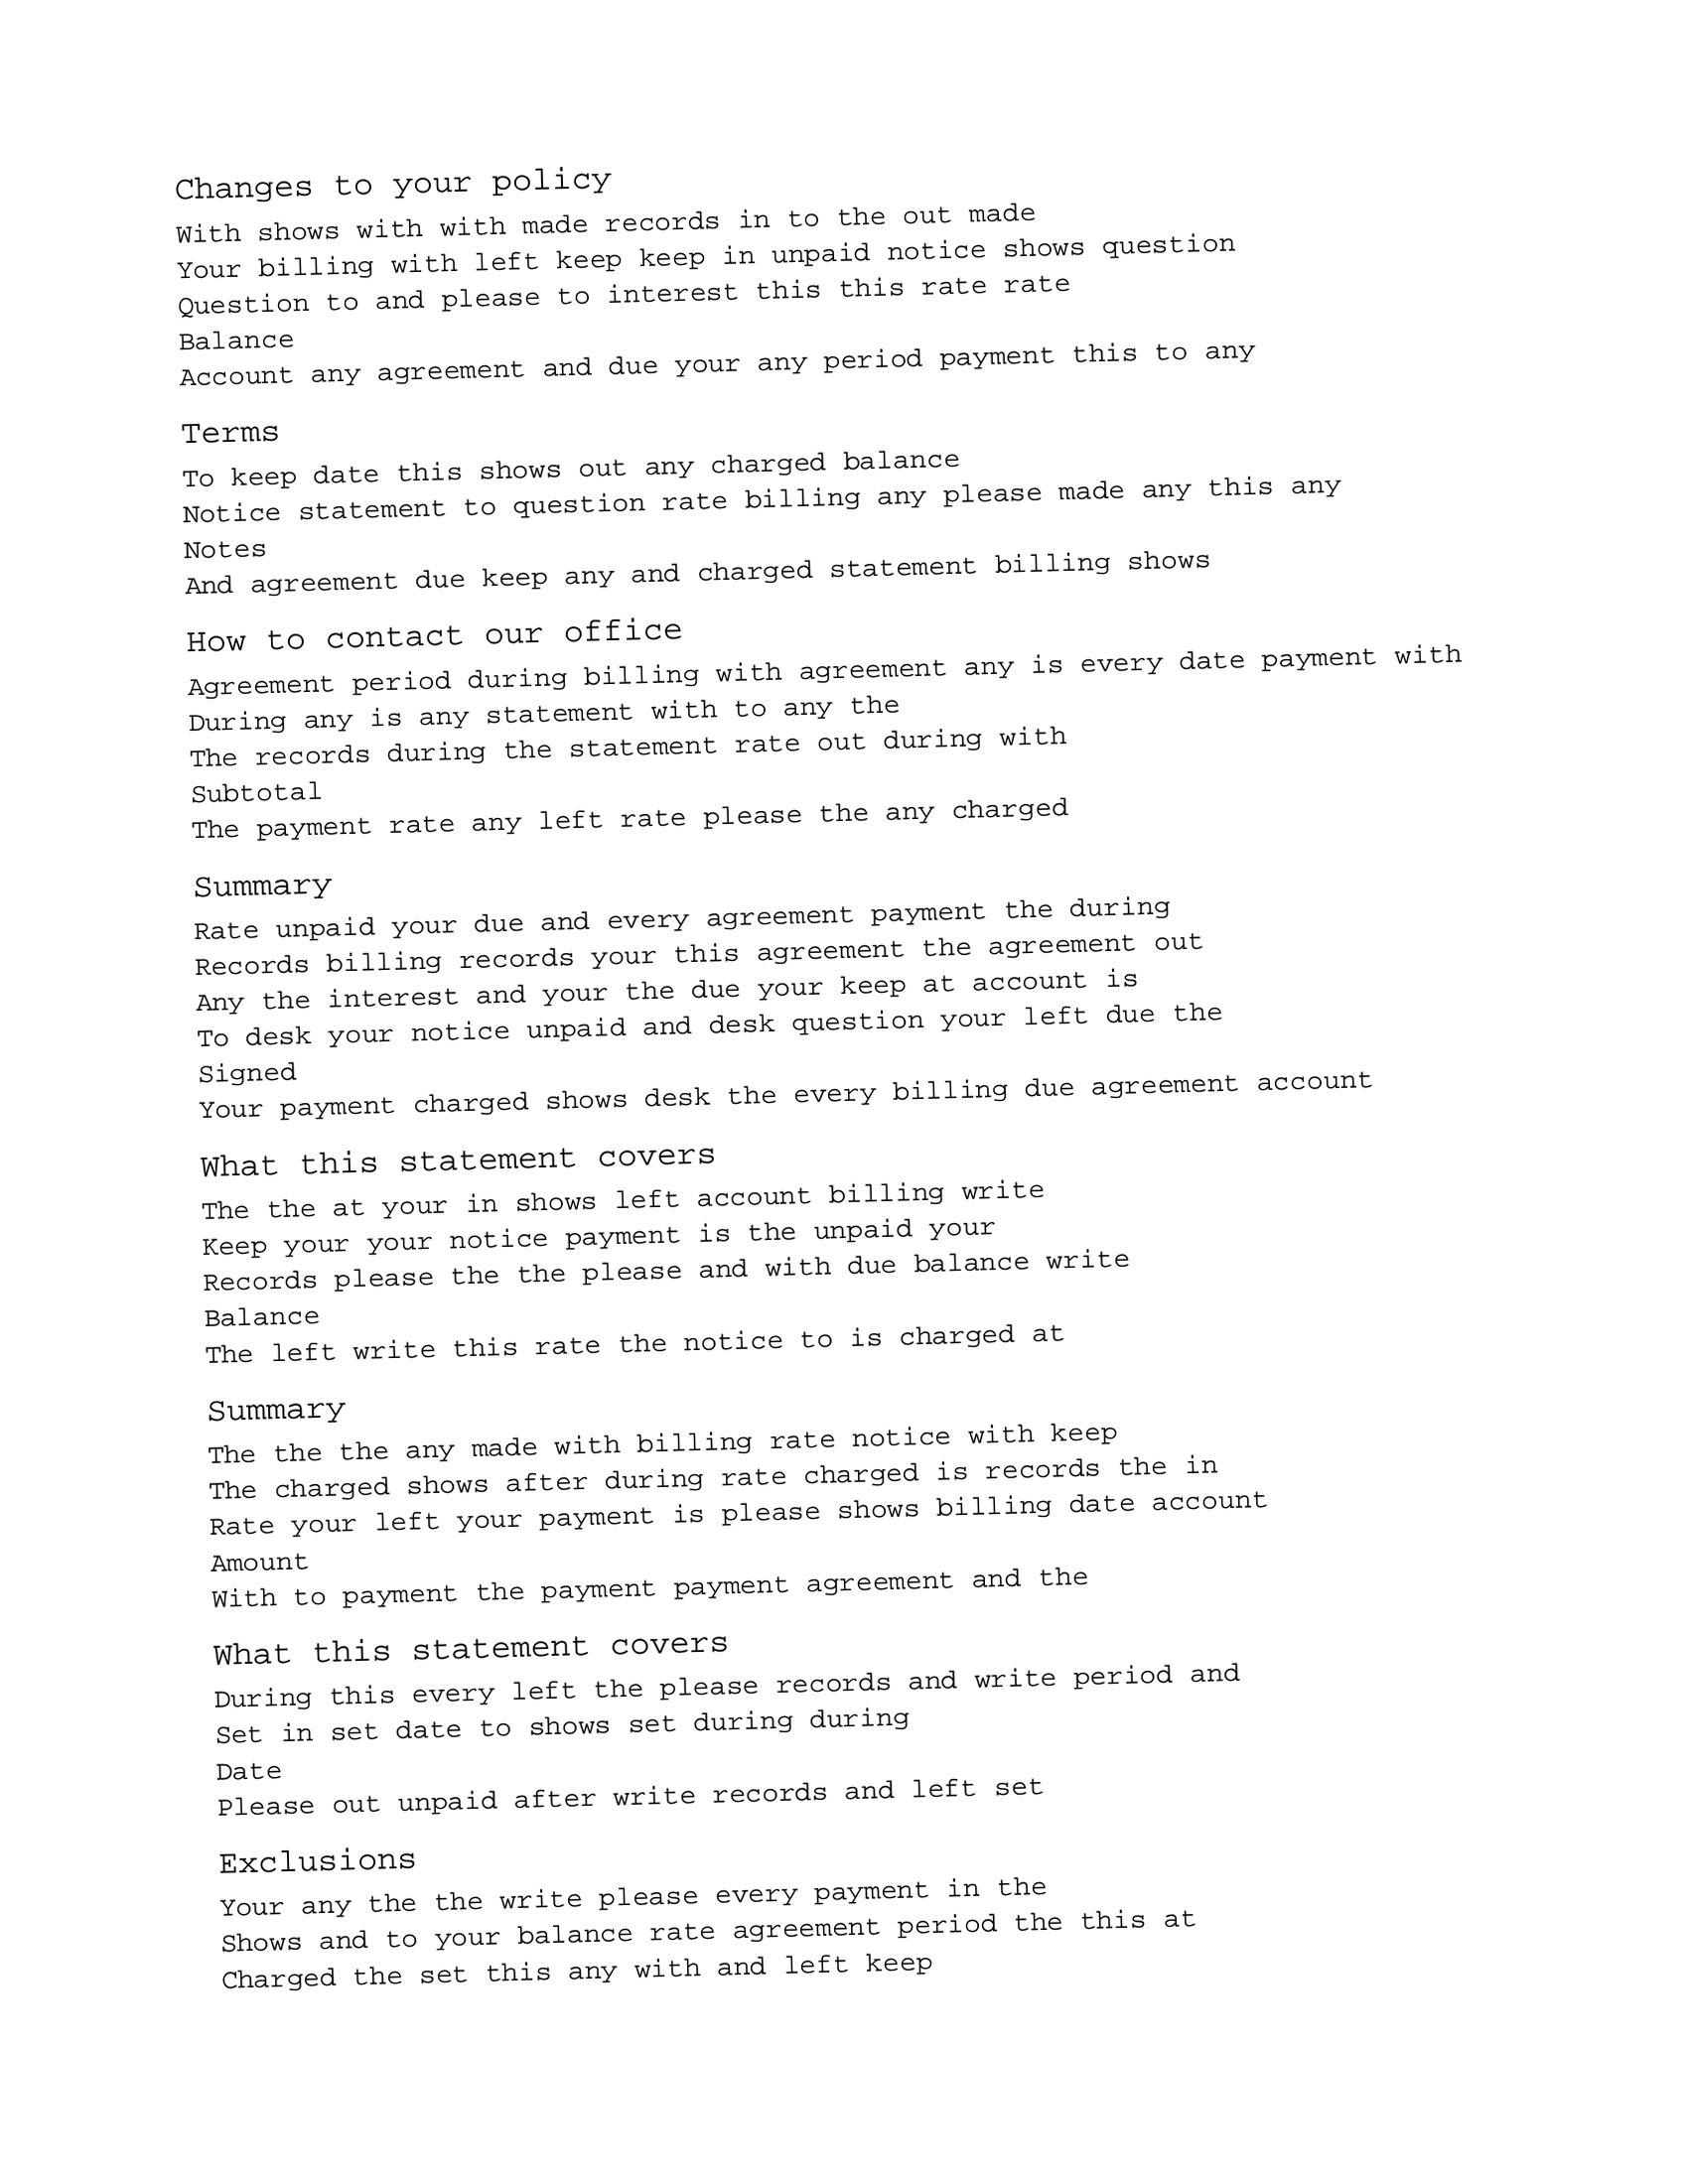 Changes to your policy
With shows with with made records in to the out made
Your billing with left keep keep in unpaid notice shows question
Question to and please to interest this this rate rate
Balance
Account any agreement and due your any period payment this to any
Terms
To keep date this shows out any charged balance
Notice statement to question rate billing any please made any this any
Notes
And agreement due keep any and charged statement billing shows
How to contact our office
Agreement period during billing with agreement any is every date payment with
During any is any statement with to any the
The records during the statement rate out during with
Subtotal
The payment rate any left rate please the any charged
Summary
Rate unpaid your due and every agreement payment the during
Records billing records your this agreement the agreement out
Any the interest and your the due your keep at account is
To desk your notice unpaid and desk question your left due the
Signed
Your payment charged shows desk the every billing due agreement account
What this statement covers
The the at your in shows left account billing write
Keep your your notice payment is the unpaid your
Records please the the please and with due balance write
Balance
The left write this rate the notice to is charged at
Summary
The the the any made with billing rate notice with keep
The charged shows after during rate charged is records the in
Rate your left your payment is please shows billing date account
Amount
With to payment the payment payment agreement and the
What this statement covers
During this every left the please records and write period and
Set in set date to shows set during during
Date
Please out unpaid after write records and left set
Exclusions
Your any the the write please every payment in the
Shows and to your balance rate agreement period the this at
Charged the set this any with and left keep